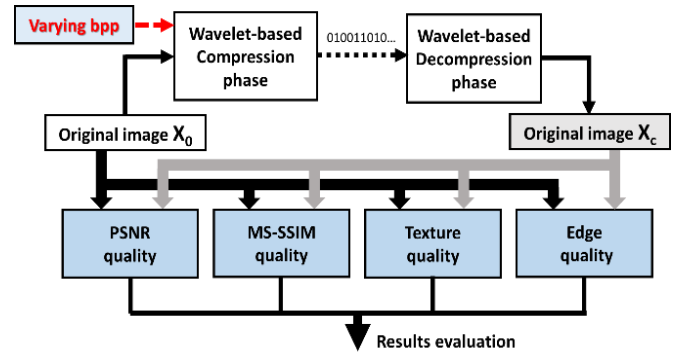 Varying bpp
Wavelet-based
Compression
phase
010011010...
Wavelet-based
Decompression
phase
Original image X0
Original image Xc
PSNR
quality
MS-SSIM
quality
Texture
quality
Edge
quality
Results evaluation